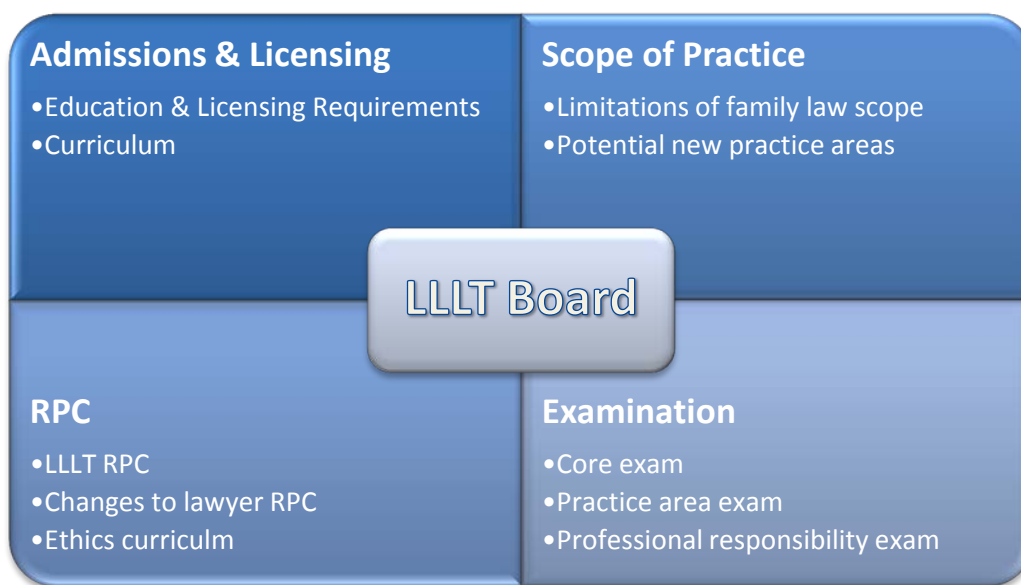 Admissions & Licensing
•Education & Licensing Requirements
•Curriculum
Scope of Practice
•Limitations of family law scope
•Potential new practice areas
LLLT Board
RPC
•LLLT RPC
•Changes to lawyer RPC
•Ethics curriculm
Examination
•Core exam
•Practice area exam
•Professional responsibility exam